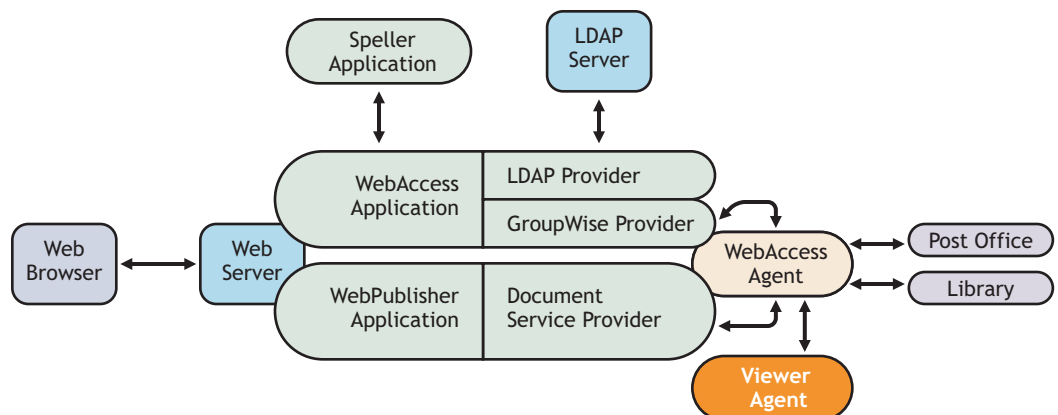 Speller
Application
LDAP
Server
WebAccess
Application
LDAP Provider
GroupWise Provider
Web
Browser
Web
Server
WebAccess
Agent
Post Office
Library
WebPublisher
Application
Document
Service Provider
Viewer
Agent